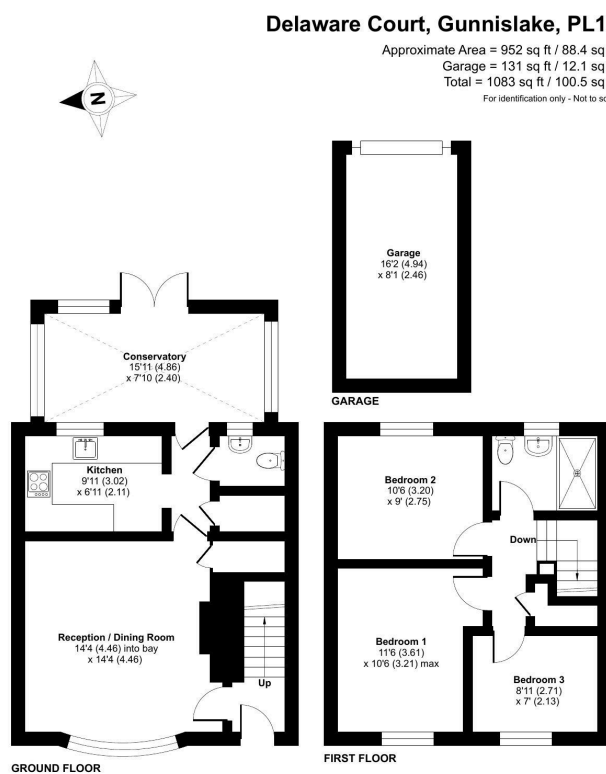 Delaware Court, Gunnislake, PL1
Approximate Area = 952 sq ft / 88.4 sq
Garage = 131 sq ft / 12.1 sq
Total = 1083 sq ft / 100.5 sq
For identification only - Not to sc
N
Garage
16'2 (4.94)
x 8'1 (2.46)
GARAGE
Conservatory
15'11 (4.86)
x 7'10 (2.40)
Kitchen
9'11 (3.02)
x 6'11 (2.11)
Reception / Dining Room
14'4 (4.46) into bay
x 14'4 (4.46)
Up
GROUND FLOOR
Bedroom 2
10'6 (3.20)
x 9' (2.75)
Down
Bedroom 1
11'6 (3.61)
x 10'6 (3.21) max
Bedroom 3
8'11 (2.71)
x 7' (2.13)
FIRST FLOOR